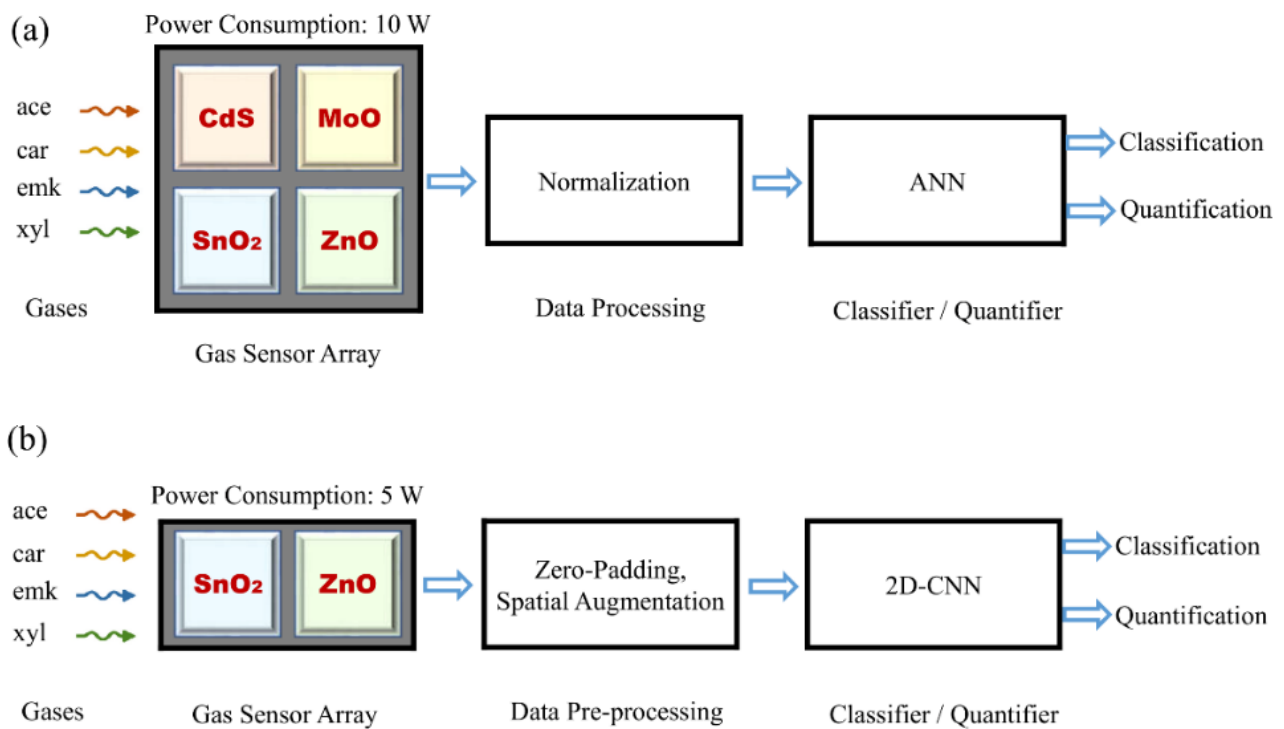 (a)
Power Consumption: 10 W
ace
car
emk
xyl
Gases
CdS
MoO
SnO₂
ZnO
Gas Sensor Array
Normalization
Data Processing
ANN
Classifier / Quantifier
Classification
Quantification
(b)
Power Consumption: 5 W
ace
car
emk
xyl
Gases
SnO₂
ZnO
Gas Sensor Array
Zero-Padding,
Spatial Augmentation
Data Pre-processing
2D-CNN
Classifier / Quantifier
Classification
Quantification